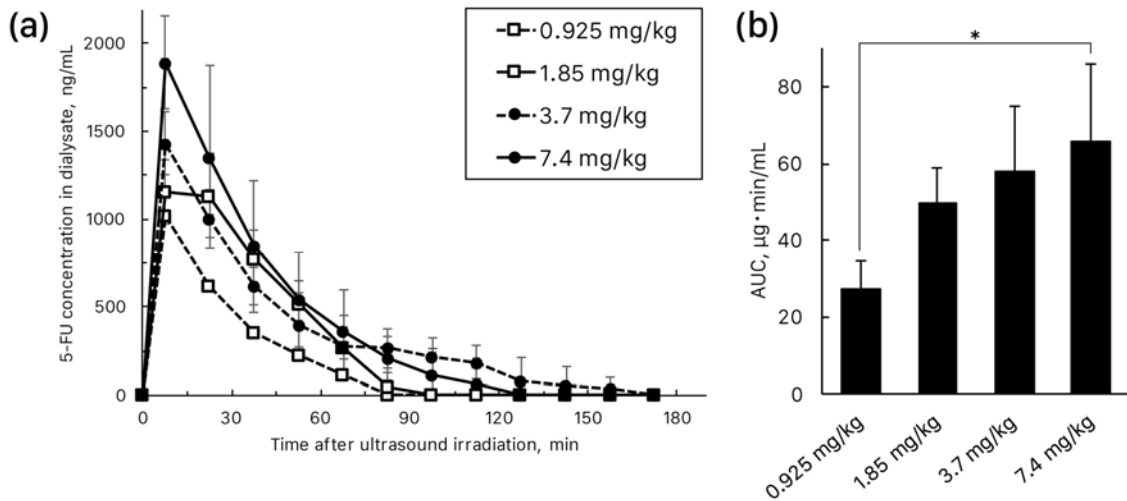 (a)
5-FU concentration in dialysate, ng/mL
2000
1500
1000
500
0
0 30 60 90 120 150 180
Time after ultrasound irradiation, min
0.925 mg/kg
1.85 mg/kg
3.7 mg/kg
7.4 mg/kg
(b)
*
AUC, µg·min/mL
80
60
40
20
0
0.925 mg/kg
1.85 mg/kg
3.7 mg/kg
7.4 mg/kg